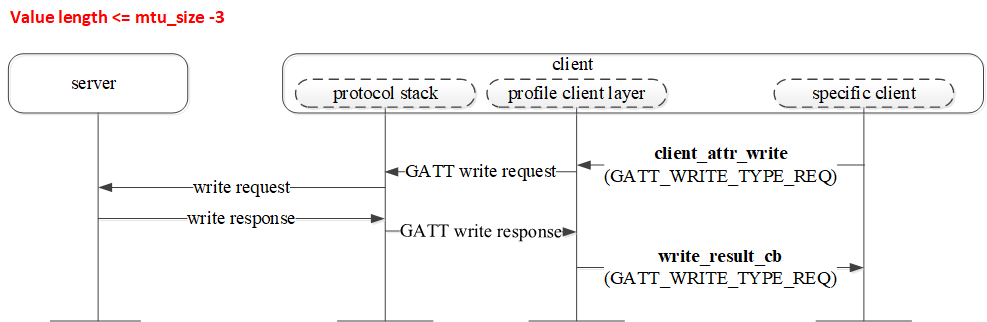 Value length <= mtu_size -3
client
server
protocol stack
profile client layer
specific client
client_attr_write
(GATT_WRITE_TYPE_REQ)
GATT write request
write request
write response
GATT write response
write_result_cb
(GATT_WRITE_TYPE_REQ)